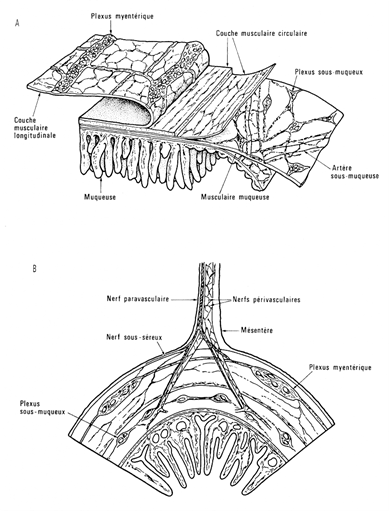 A
Plexus myentérique
Couche musculaire circulaire
Plexus sous-muqueux
Couche
musculaire
longitudinale
Artère
sous-muqueuse
Muqueuse
Musculaire muqueuse
B
Nerf paravasculaire
Nerfs périvasculaires
Nerf sous-séreux
Mésentère
Plexus myentérique
Plexus
sous-muqueux